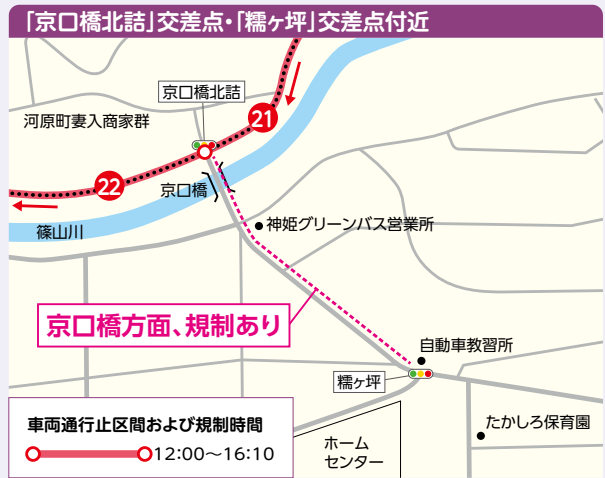 「京口橋北詰」交差点・「糯ヶ坪」交差点付近
京口橋北詰
河原町妻入商家群
21
22
京口橋
篠山川
神姫グリーンバス営業所
京口橋方面、規制あり
自動車教習所
糯ヶ坪
車両通行止区間および規制時間
12:00〜16:10
ホーム
センター
たかしろ保育園